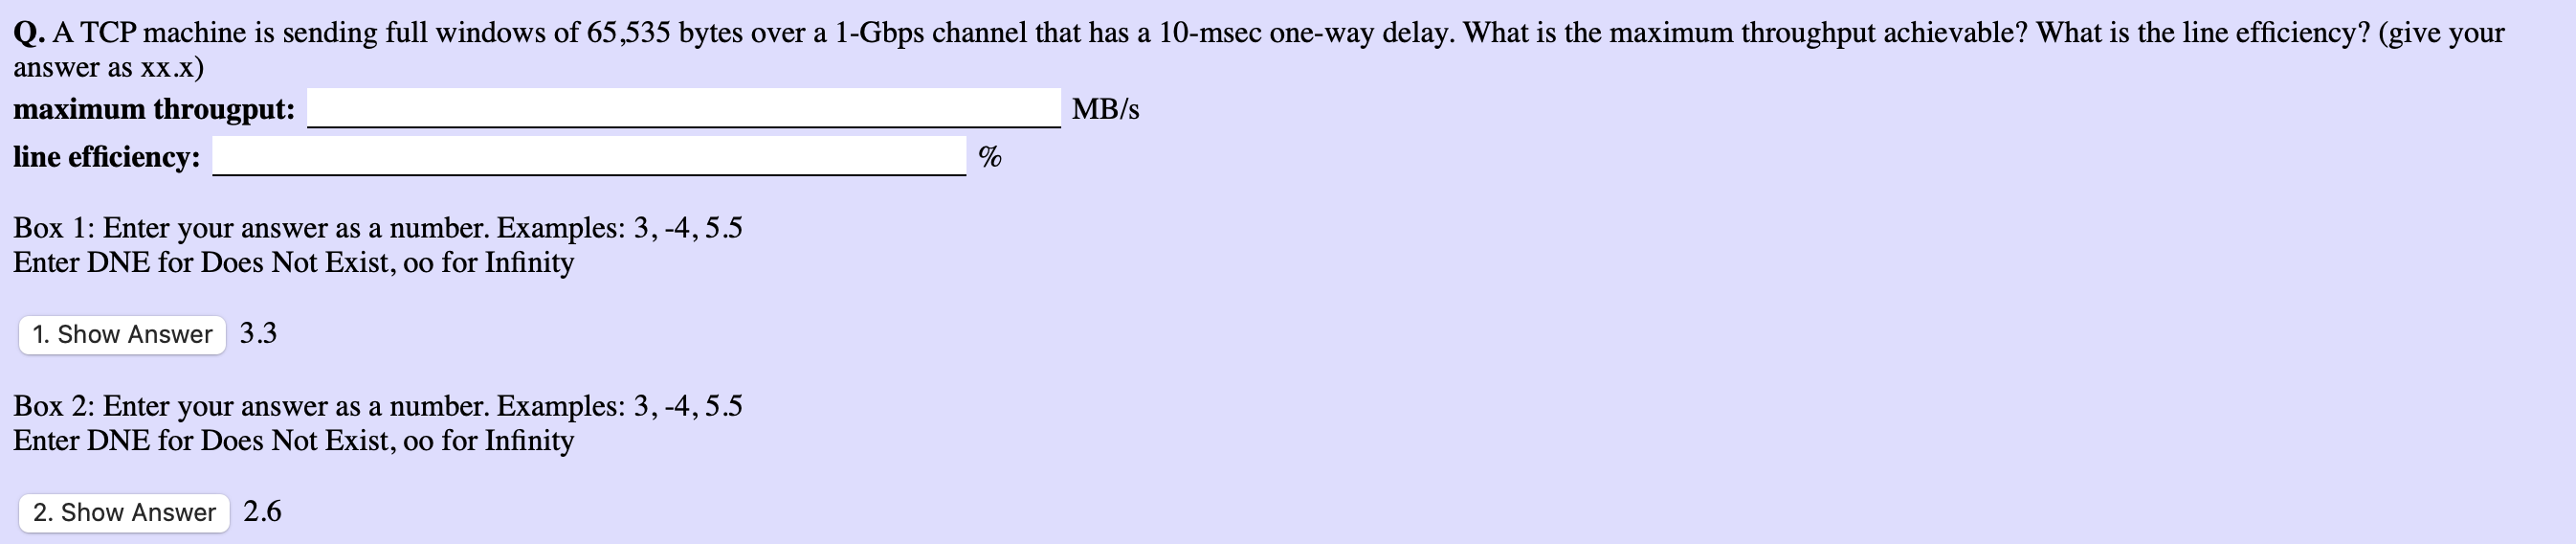 Q. A TCP machine is sending full windows of 65,535 bytes over a 1-Gbps channel that has a 10-msec one-way delay. What is the maximum throughput achievable? What is the line efficiency? (give your
answer as xx.x)
maximum througput: MB/s
line efficiency: %
Box 1: Enter your answer as a number. Examples: 3, -4, 5.5
Enter DNE for Does Not Exist, oo for Infinity
1. Show Answer 3.3
Box 2: Enter your answer as a number. Examples: 3, -4, 5.5
Enter DNE for Does Not Exist, oo for Infinity
2. Show Answer 2.6